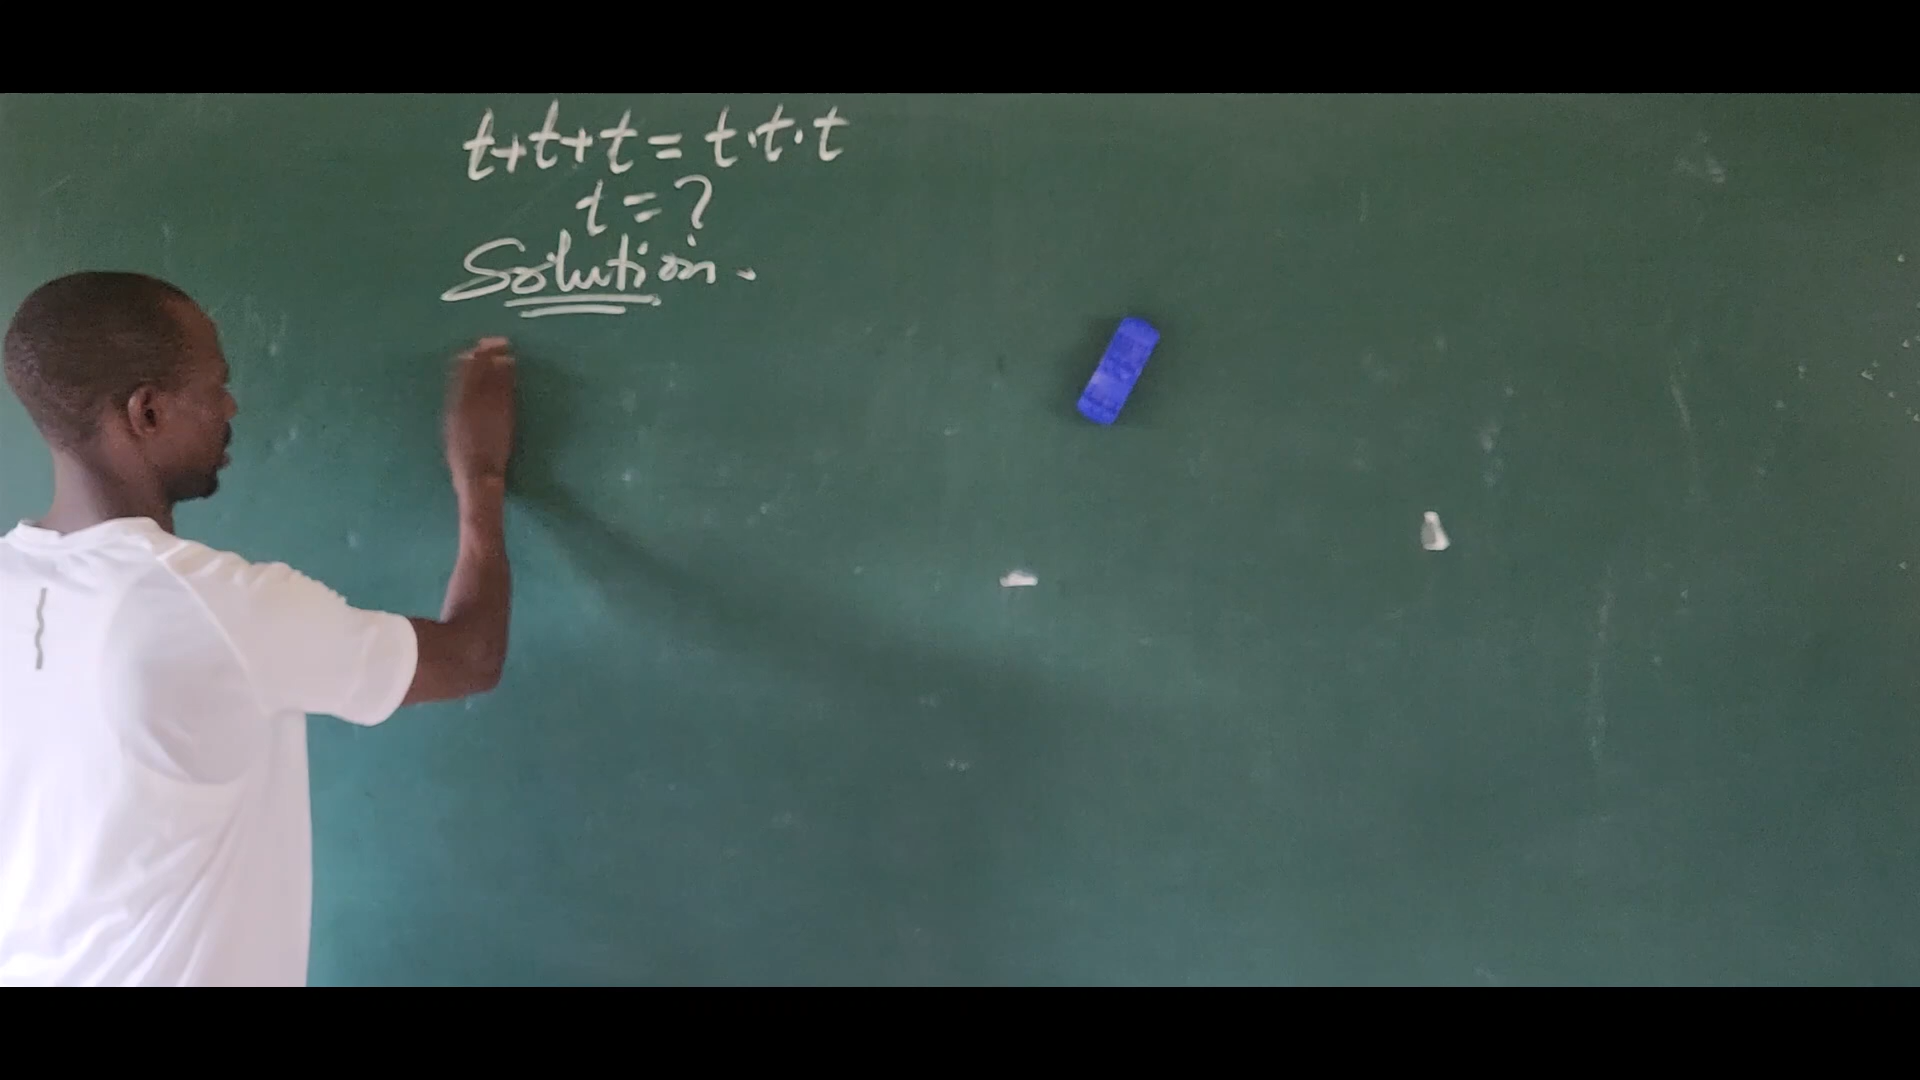 t+t+t = t·t·t
t = ?
Solution.